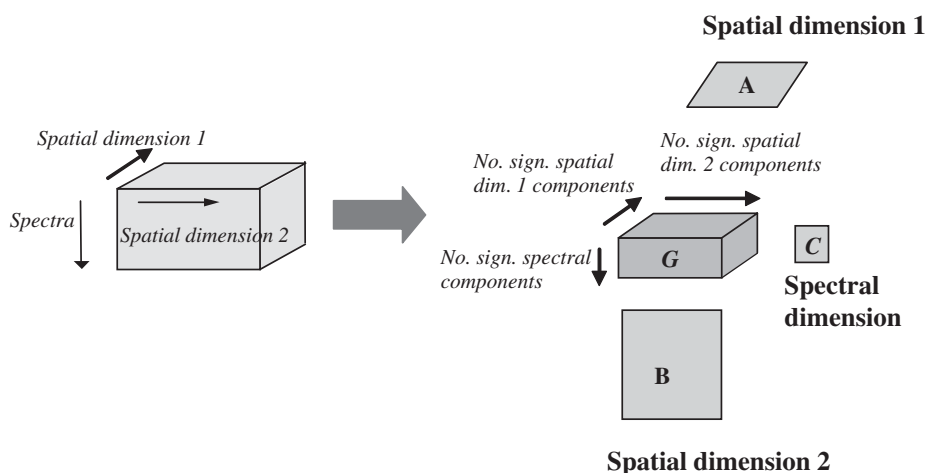 Spatial dimension 1
A
Spatial dimension 1
Spectra
Spatial dimension 2
No. sign. spatial
dim. 1 components
No. sign. spatial
dim. 2 components
No. sign. spectral
components
G
C
Spectral
dimension
B
Spatial dimension 2